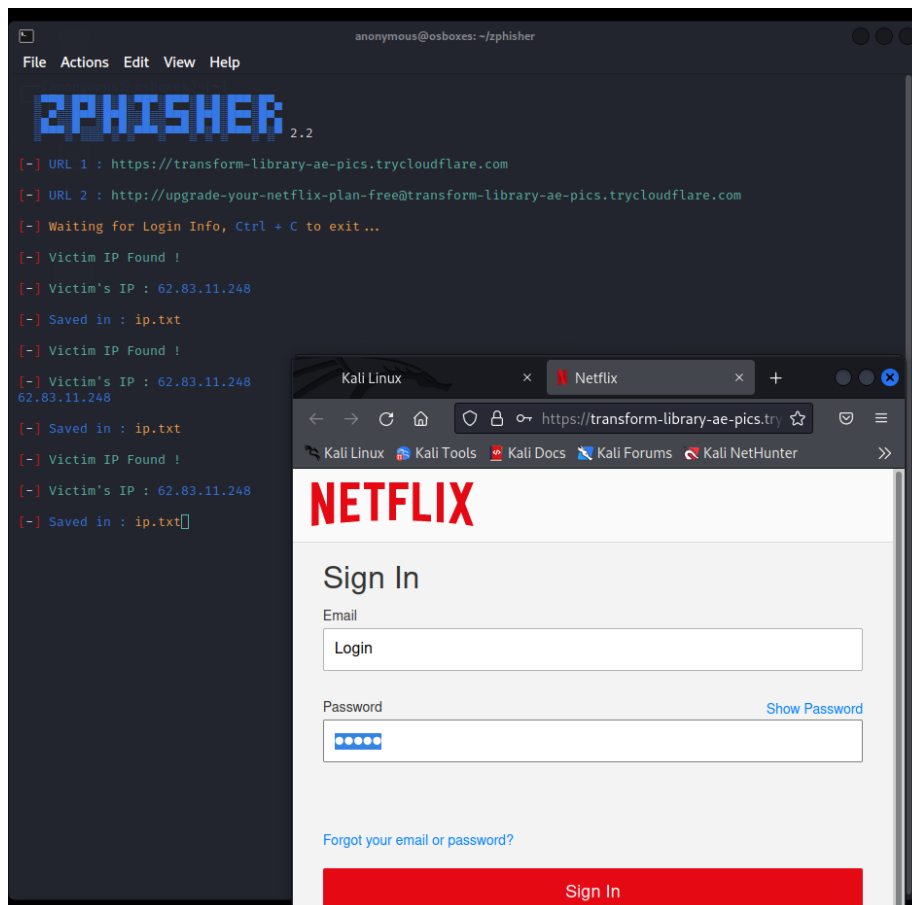 anonymous@osboxes: ~/zphisher
File Actions Edit View Help
ZPHISHER 2.2
[-] URL 1 : https://transform-library-ae-pics.trycloudflare.com
[-] URL 2 : http://upgrade-your-netflix-plan-free@transform-library-ae-pics.trycloudflare.com
[-] Waiting for Login Info, Ctrl + C to exit...
[-] Victim IP Found !
[-] Victim's IP : 62.83.11.248
[-] Saved in : ip.txt
[-] Victim IP Found !
[-] Victim's IP : 62.83.11.248
62.83.11.248
[-] Saved in : ip.txt
[-] Victim IP Found !
[-] Victim's IP : 62.83.11.248
[-] Saved in : ip.txt
Kali Linux × Netflix × +
https://transform-library-ae-pics.try
Kali Linux Kali Tools Kali Docs Kali Forums Kali NetHunter »
NETFLIX
Sign In
Email
Login
Password Show Password
•••••
Forgot your email or password?
Sign In